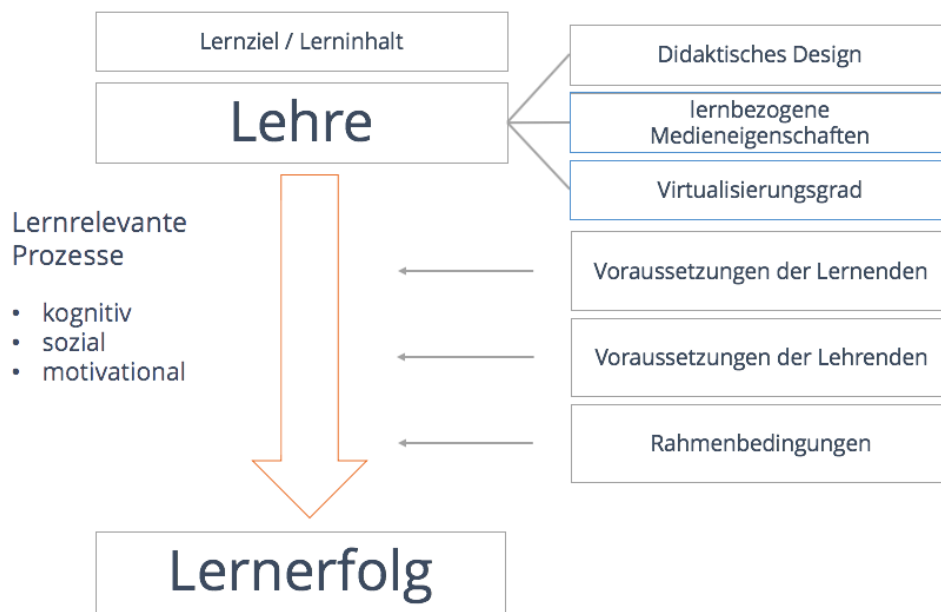 Lernziel / Lerninhalt
Lehre
Didaktisches Design
lernbezogene
Medieneigenschaften
Virtualisierungsgrad
Lernrelevante
Prozesse
• kognitiv
• sozial
• motivational
Voraussetzungen der Lernenden
Voraussetzungen der Lehrenden
Rahmenbedingungen
Lernerfolg